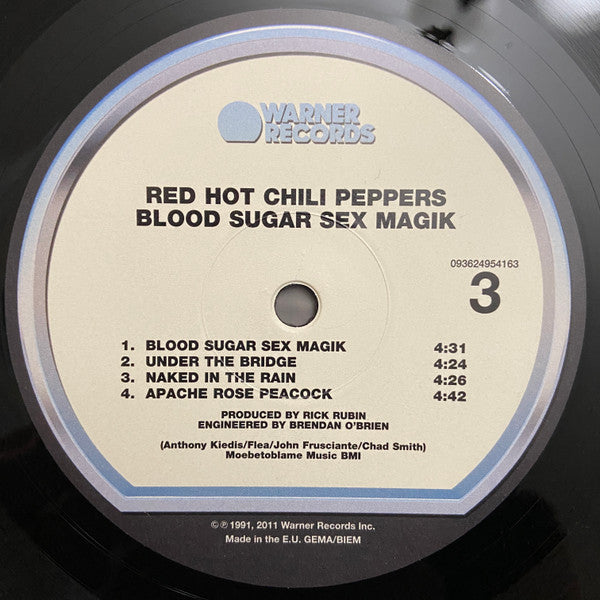 WARNER
RECORDS
RED HOT CHILI PEPPERS
BLOOD SUGAR SEX MAGIK
093624954163
3
1. BLOOD SUGAR SEX MAGIK 4:31
2. UNDER THE BRIDGE 4:24
3. NAKED IN THE RAIN 4:26
4. APACHE ROSE PEACOCK 4:42
PRODUCED BY RICK RUBIN
ENGINEERED BY BRENDAN O'BRIEN
(Anthony Kiedis/Flea/John Frusciante/Chad Smith)
Moebetoblame Music BMI
©℗ 1991, 2011 Warner Records Inc.
Made in the E.U. GEMA/BIEM